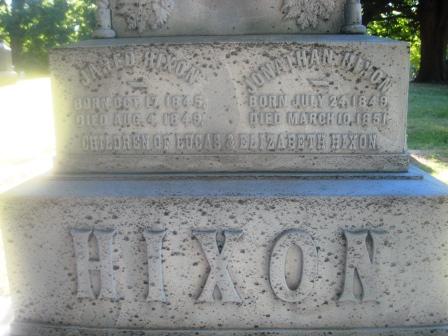 JARED HIXON
BORN OCT. 17, 1845,
DIED AUG. 4, 1849.
JONATHAN HIXON
BORN JULY 24, 1849,
DIED MARCH 10, 1851.
CHILDREN OF LUCAS & ELIZABETH HIXON
HIXON